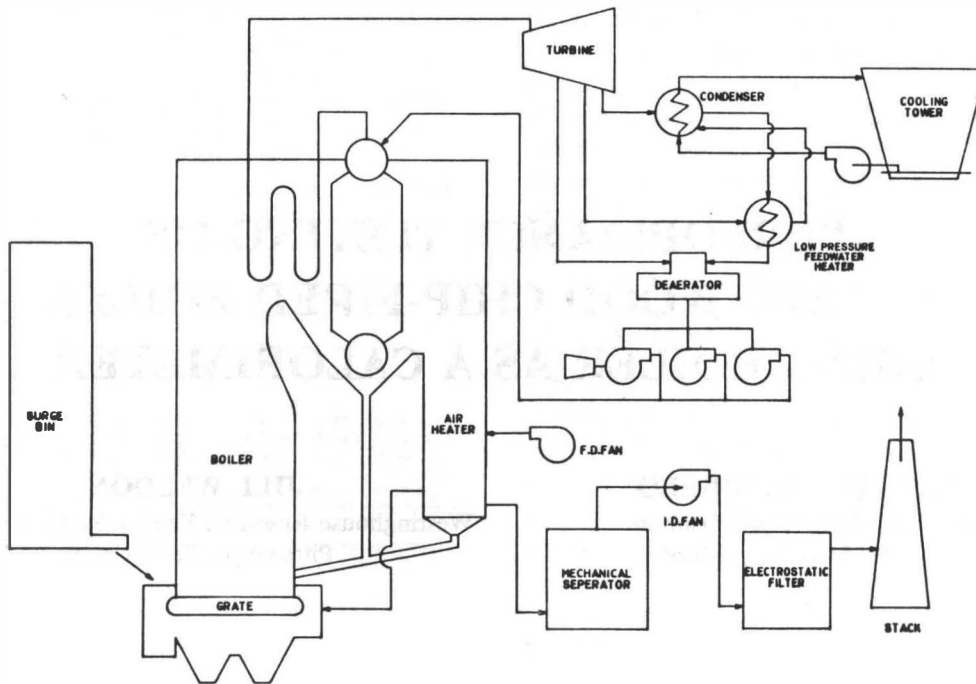 TURBINE
CONDENSER
COOLING
TOWER
LOW PRESSURE
FEEDWATER
HEATER
DEAERATOR
SURGE
BIN
BOILER
AIR
HEATER
F.D.FAN
I.D.FAN
MECHANICAL
SEPERATOR
ELECTROSTATIC
FILTER
GRATE
STACK